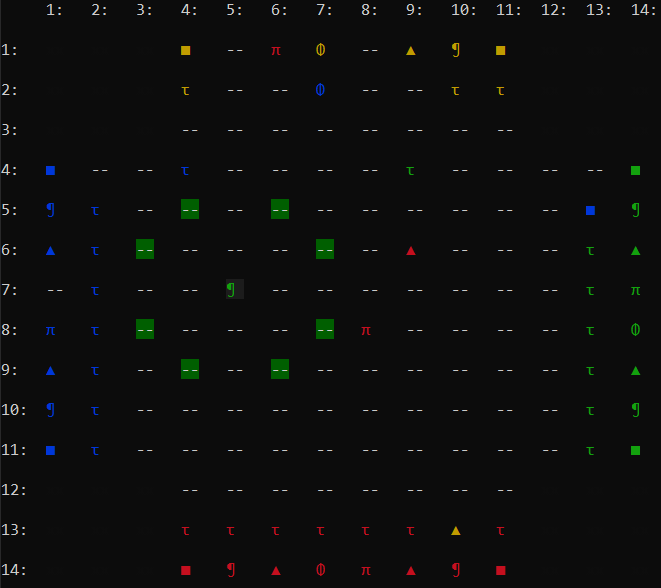 1: 2: 3: 4: 5: 6: 7: 8: 9: 10: 11: 12: 13: 14:
1: ■ -- π Φ -- ▲ ¶ ■
2: τ -- -- Φ -- -- τ τ
3: -- -- -- -- -- -- -- --
4: ■ -- -- τ -- -- -- -- τ -- -- -- -- ■
5: ¶ τ -- -- -- -- -- -- -- -- -- -- ■ ¶
6: ▲ τ -- -- -- -- -- -- ▲ -- -- -- τ ▲
7: -- τ -- -- ¶ -- -- -- -- -- -- -- τ π
8: π τ -- -- -- -- -- π -- -- -- -- τ Φ
9: ▲ τ -- -- -- -- -- -- -- -- -- -- τ ▲
10: ¶ τ -- -- -- -- -- -- -- -- -- -- τ ¶
11: ■ τ -- -- -- -- -- -- -- -- -- -- τ ■
12: -- -- -- -- -- -- -- --
13: τ τ τ τ τ τ ▲ τ
14: ■ ¶ ▲ Φ π ▲ ¶ ■